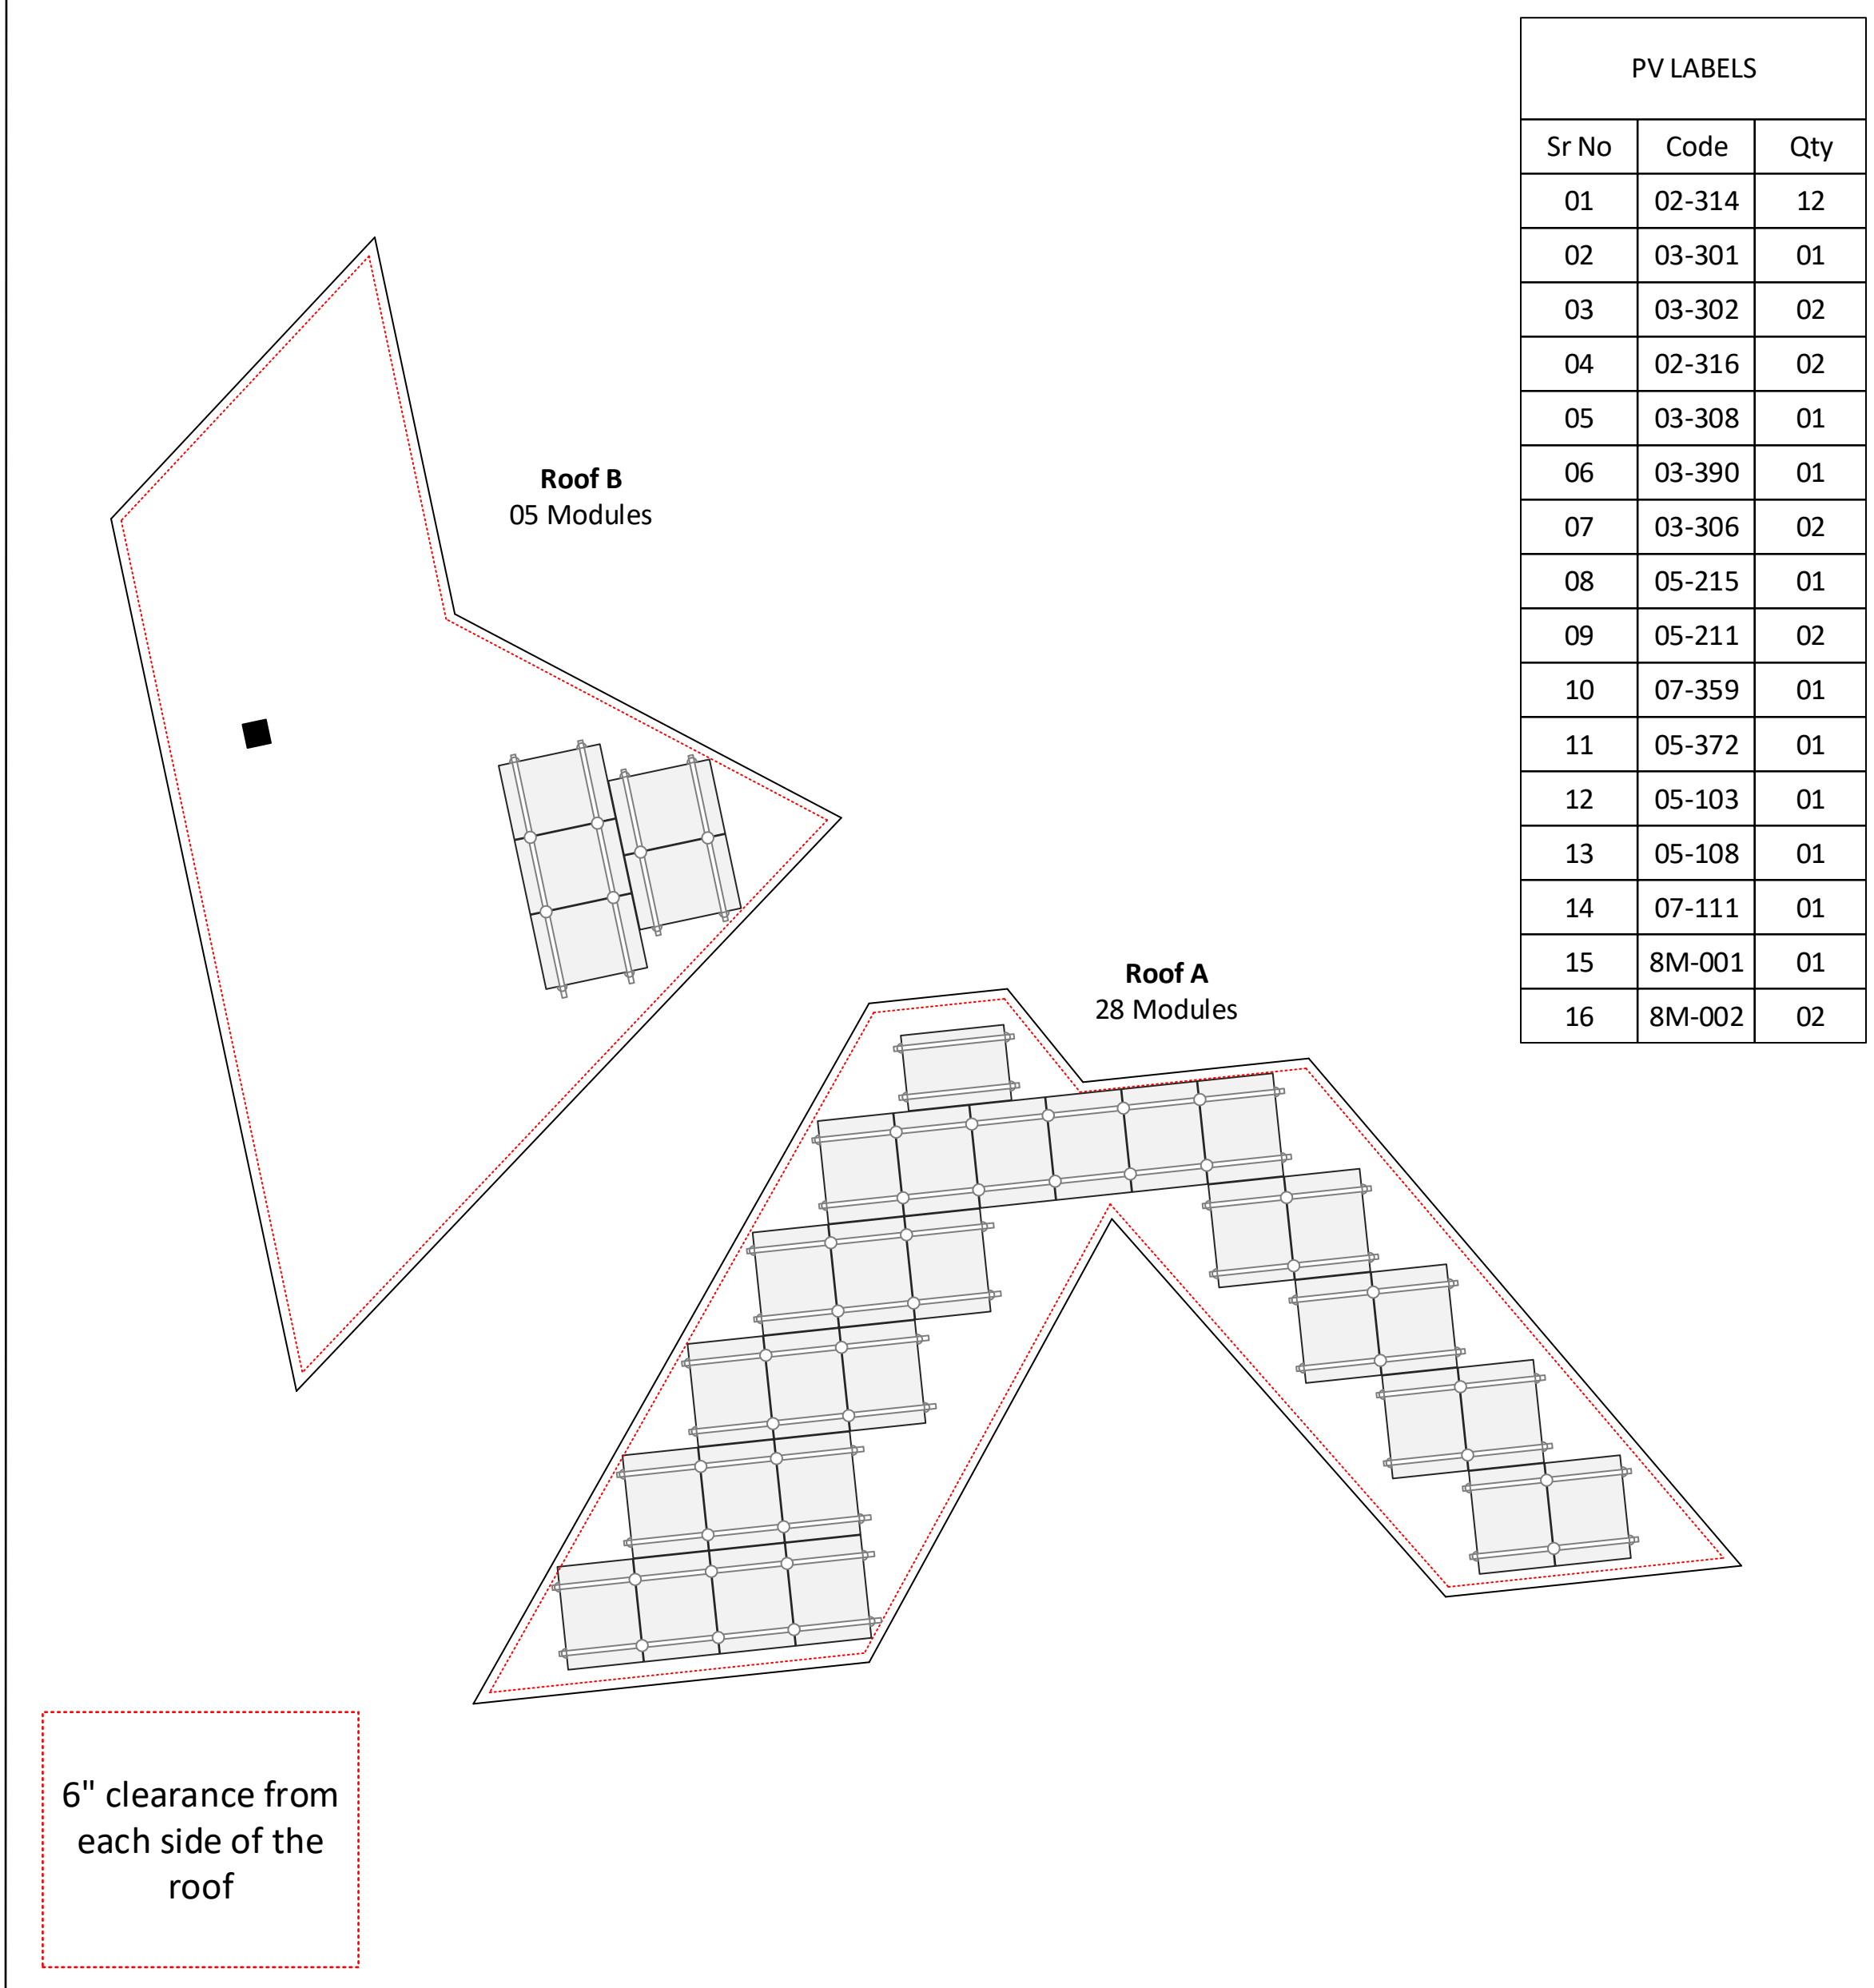 PV LABELS
Sr No Code Qty
01 02-314 12
02 03-301 01
03 03-302 02
04 02-316 02
05 03-308 01
06 03-390 01
07 03-306 02
08 05-215 01
09 05-211 02
10 07-359 01
11 05-372 01
12 05-103 01
13 05-108 01
14 07-111 01
15 8M-001 01
16 8M-002 02
Roof B
05 Modules
Roof A
28 Modules
6" clearance from
each side of the
roof